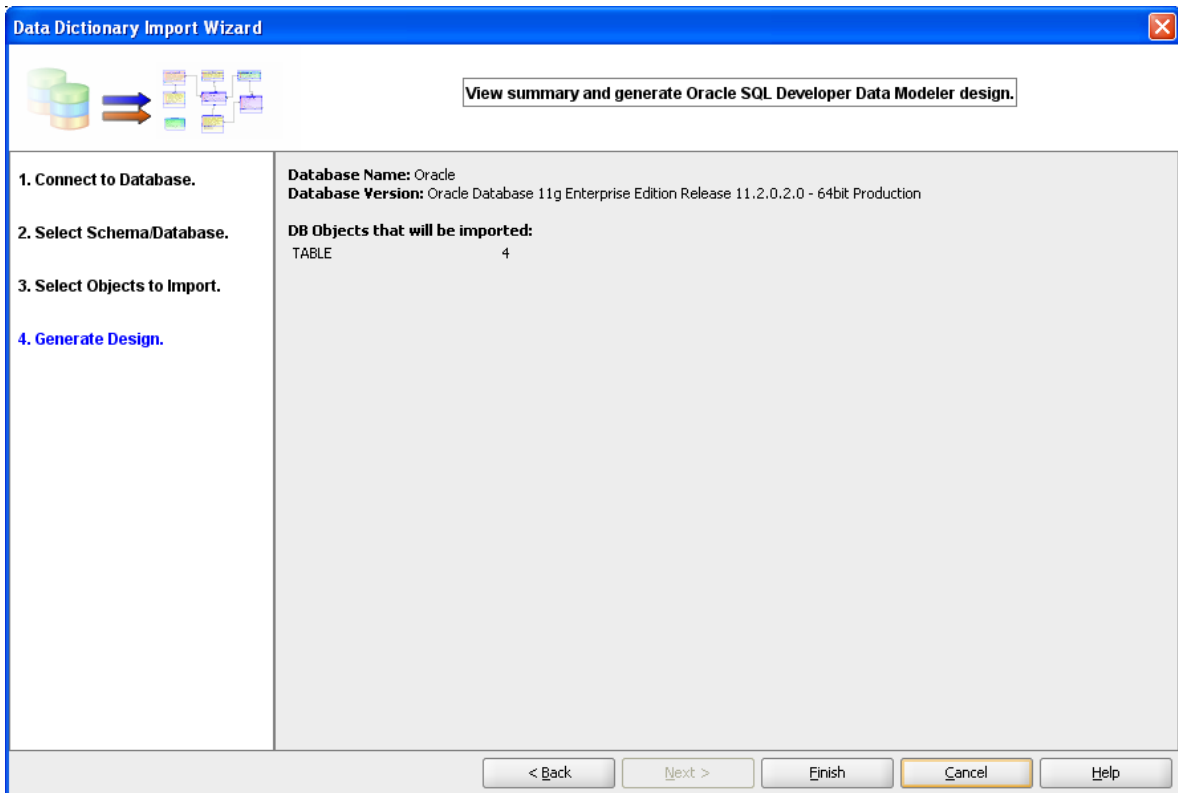 Data Dictionary Import Wizard
View summary and generate Oracle SQL Developer Data Modeler design.
1. Connect to Database.
2. Select Schema/Database.
3. Select Objects to Import.
4. Generate Design.
Database Name: Oracle
Database Version: Oracle Database 11g Enterprise Edition Release 11.2.0.2.0 - 64bit Production
DB Objects that will be imported:
TABLE 4
< Back Next > Finish Cancel Help